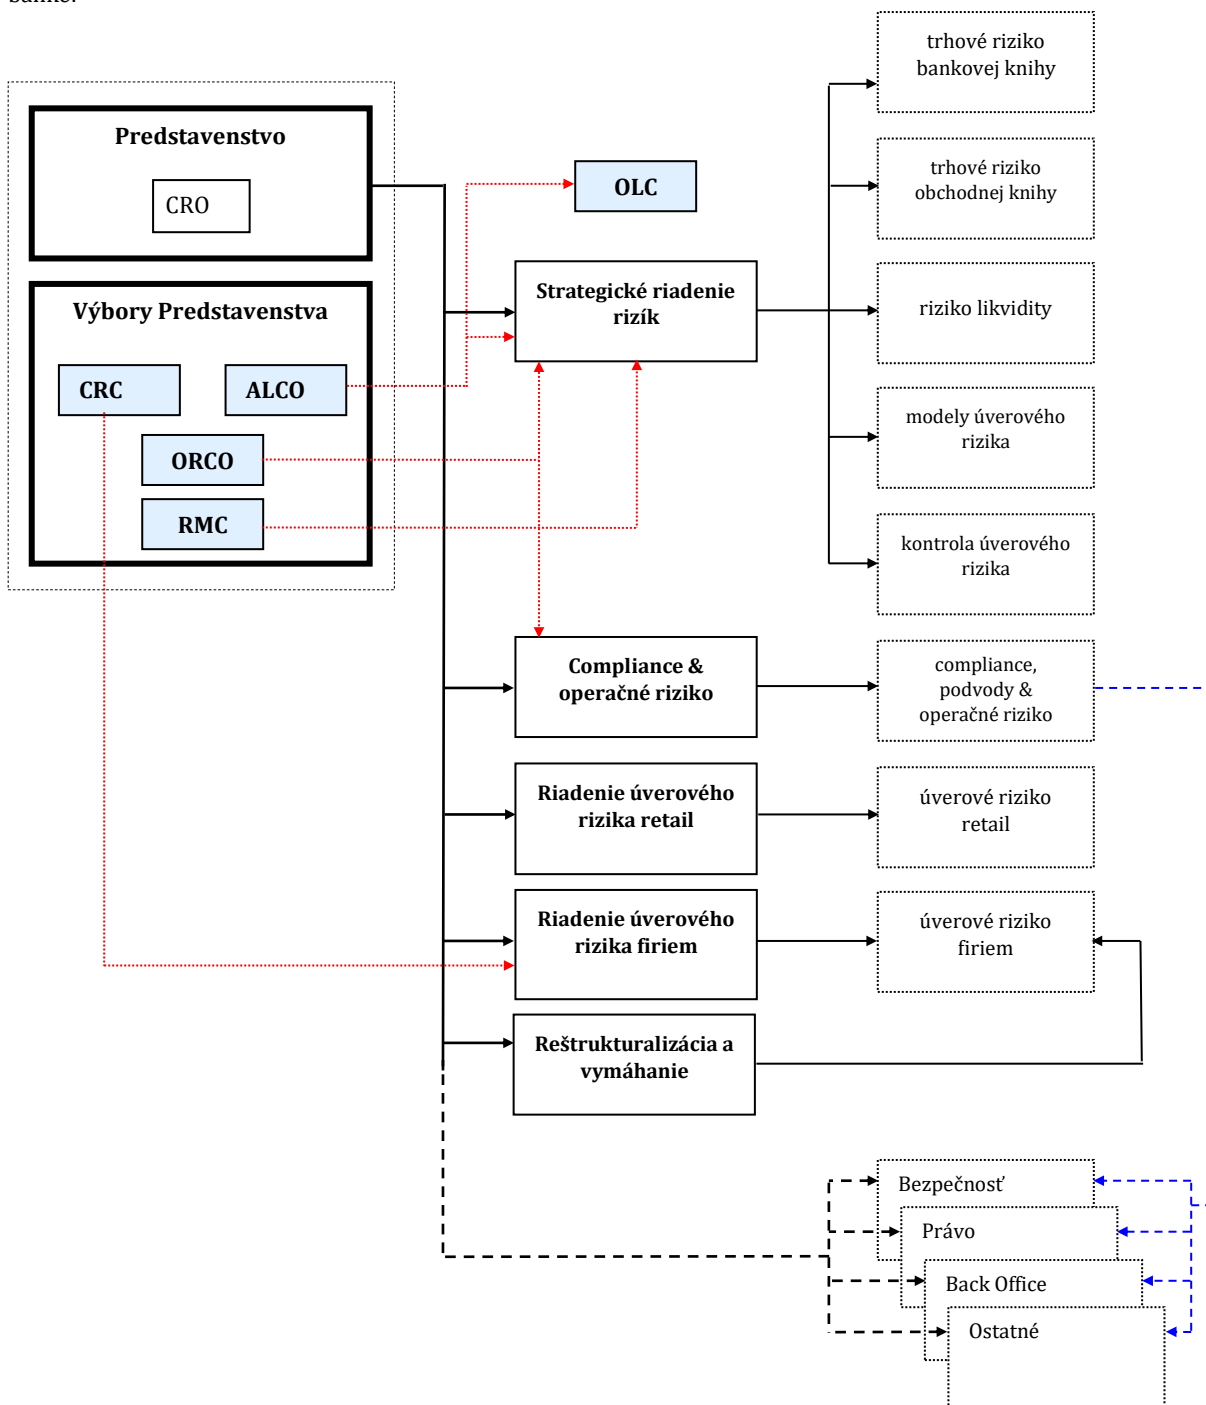 trhové riziko
bankovej knihy
Predstavenstvo
CRO
OLC
trhové riziko
obchodnej knihy
Výbory Predstavenstva
CRC
ALCO
ORCO
RMC
Strategické riadenie
rizík
riziko likvidity
modely úverového
rizika
kontrola úverového
rizika
Compliance &
operačné riziko
compliance,
podvody &
operačné riziko
Riadenie úverového
rizika retail
úverové riziko
retail
Riadenie úverového
rizika firiem
úverové riziko
firiem
Reštrukturalizácia a
vymáhanie
Bezpečnosť
Právo
Back Office
Ostatné